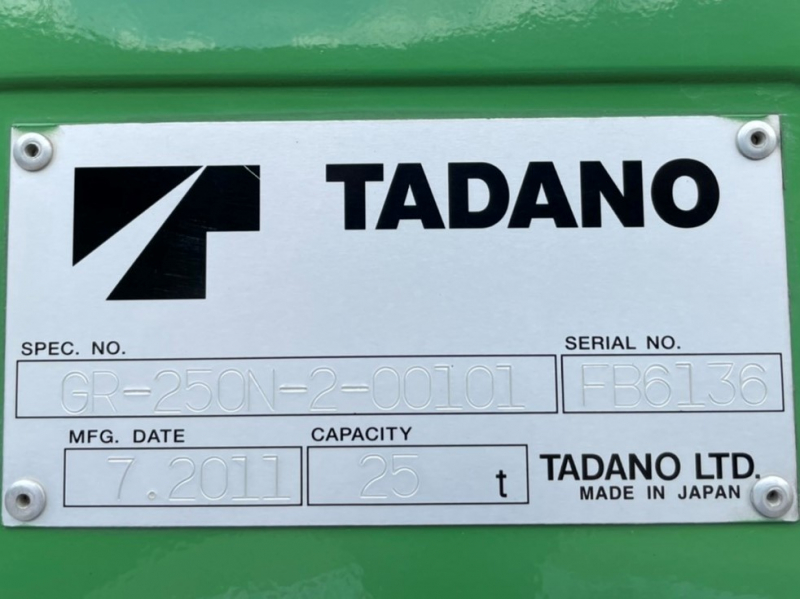 TADANO
SPEC. NO. SERIAL NO.
GR-250N-2-00101 FB6136
MFG. DATE CAPACITY
7.2011 25 t TADANO LTD.
MADE IN JAPAN